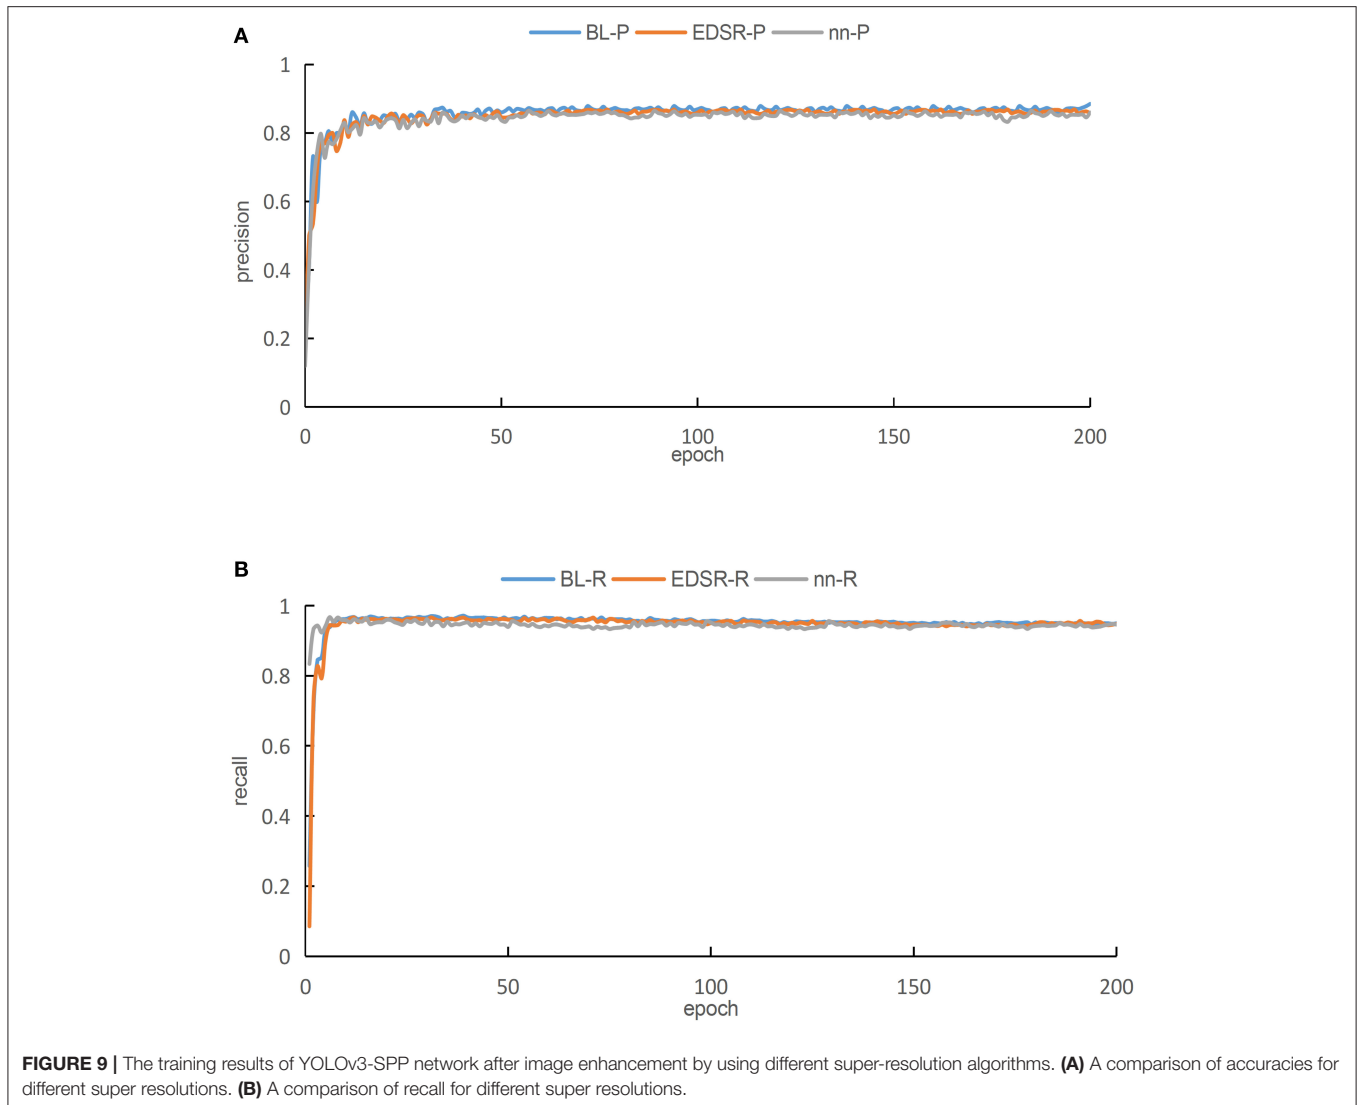 A
BL-P EDSR-P nn-P
1
0.8
0.6
0.4
0.2
0
precision
0 50 100 150 200
epoch
B
BL-R EDSR-R nn-R
1
0.8
0.6
0.4
0.2
0
recall
0 50 100 150 200
epoch
FIGURE 9 | The training results of YOLOv3-SPP network after image enhancement by using different super-resolution algorithms. (A) A comparison of accuracies for
different super resolutions. (B) A comparison of recall for different super resolutions.